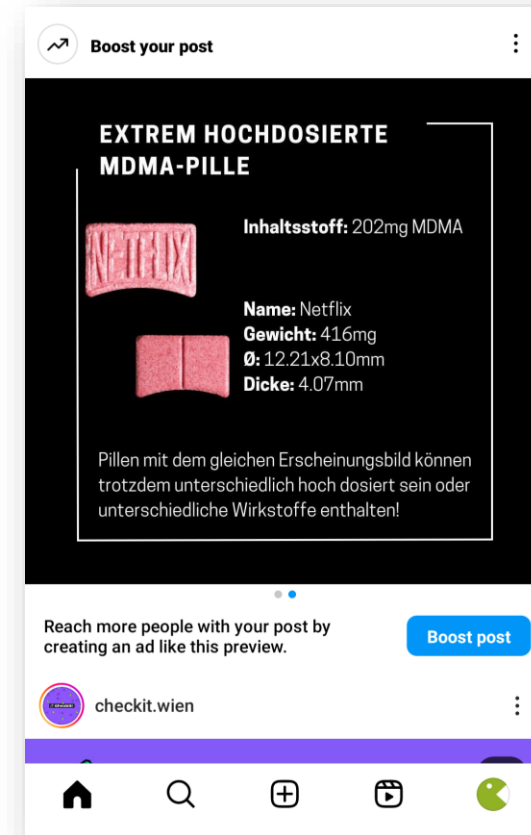 Boost your post
EXTREM HOCHDOSIERTE
MDMA-PILLE
NETFLIX
Inhaltsstoff: 202mg MDMA
Name: Netflix
Gewicht: 416mg
Ø: 12.21x8.10mm
Dicke: 4.07mm
Pillen mit dem gleichen Erscheinungsbild können
trotzdem unterschiedlich hoch dosiert sein oder
unterschiedliche Wirkstoffe enthalten!
Reach more people with your post by
creating an ad like this preview.
Boost post
checkit.wien